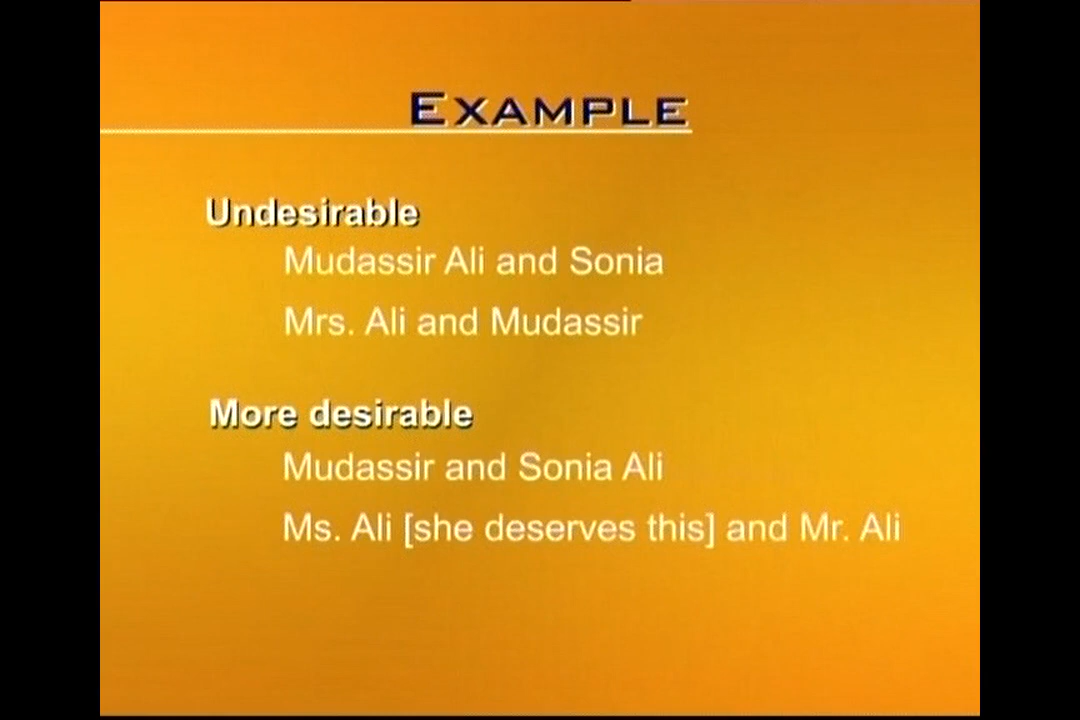 EXAMPLE
Undesirable
Mudassir Ali and Sonia
Mrs. Ali and Mudassir
More desirable
Mudassir and Sonia Ali
Ms. Ali [she deserves this] and Mr. Ali